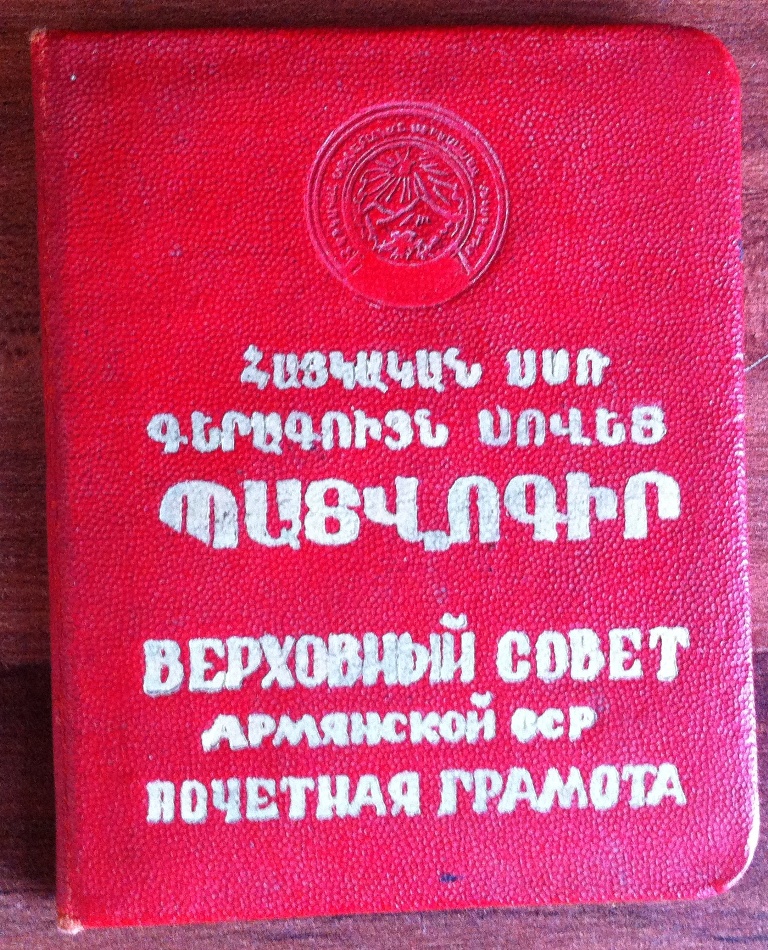 ՀԱՅԿԱԿԱՆ ՍՍՌ
ԳԵՐԱԳՈՒՅՆ ՍՈՎԵՏ
ՊԱՏՎՈԳԻՐ
ВЕРХОВНЫЙ СОВЕТ
АРМЯНСКОЙ ССР
ПОЧЕТНАЯ ГРАМОТА